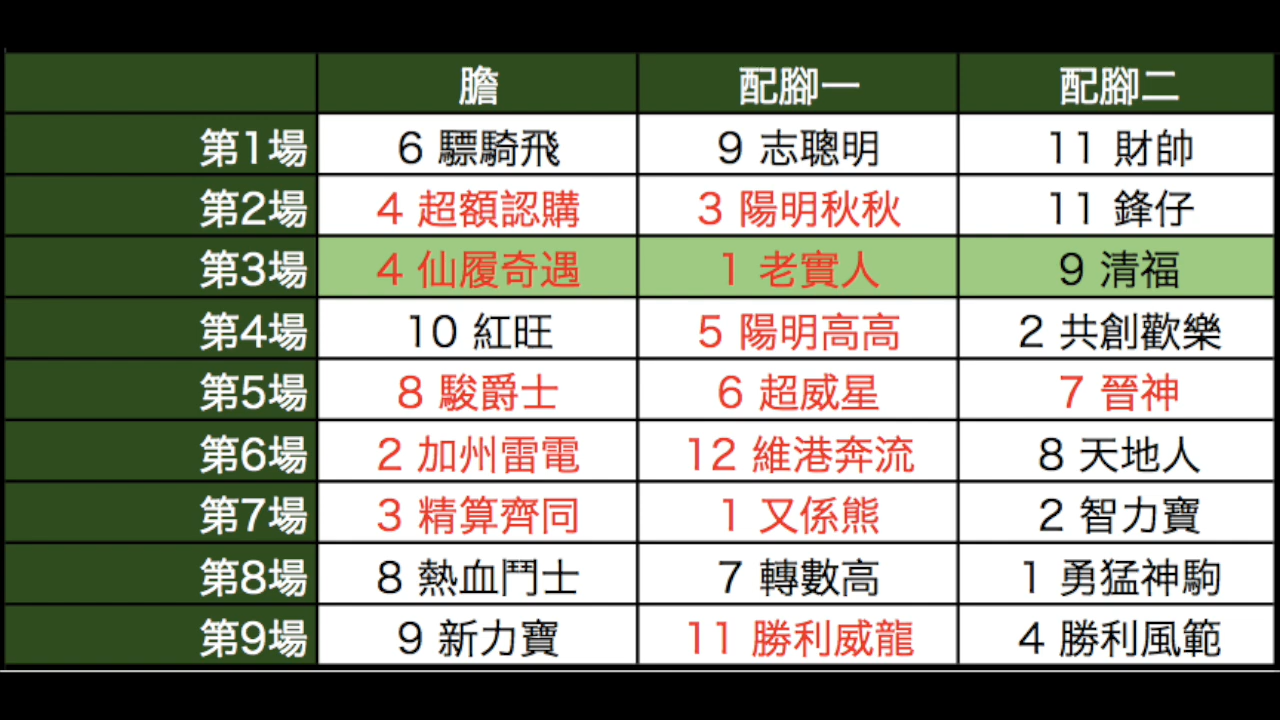 膽 配腳一 配腳二
第1場 6 驃騎飛 9 志聰明 11 財帥
第2場 4 超額認購 3 陽明秋秋 11 鋒仔
第3場 4 仙履奇遇 1 老實人 9 清福
第4場 10 紅旺 5 陽明高高 2 共創歡樂
第5場 8 駿爵士 6 超威星 7 晉神
第6場 2 加州雷電 12 維港奔流 8 天地人
第7場 3 精算齊同 1 又係熊 2 智力寶
第8場 8 熱血鬥士 7 轉數高 1 勇猛神駒
第9場 9 新力寶 11 勝利威龍 4 勝利風範